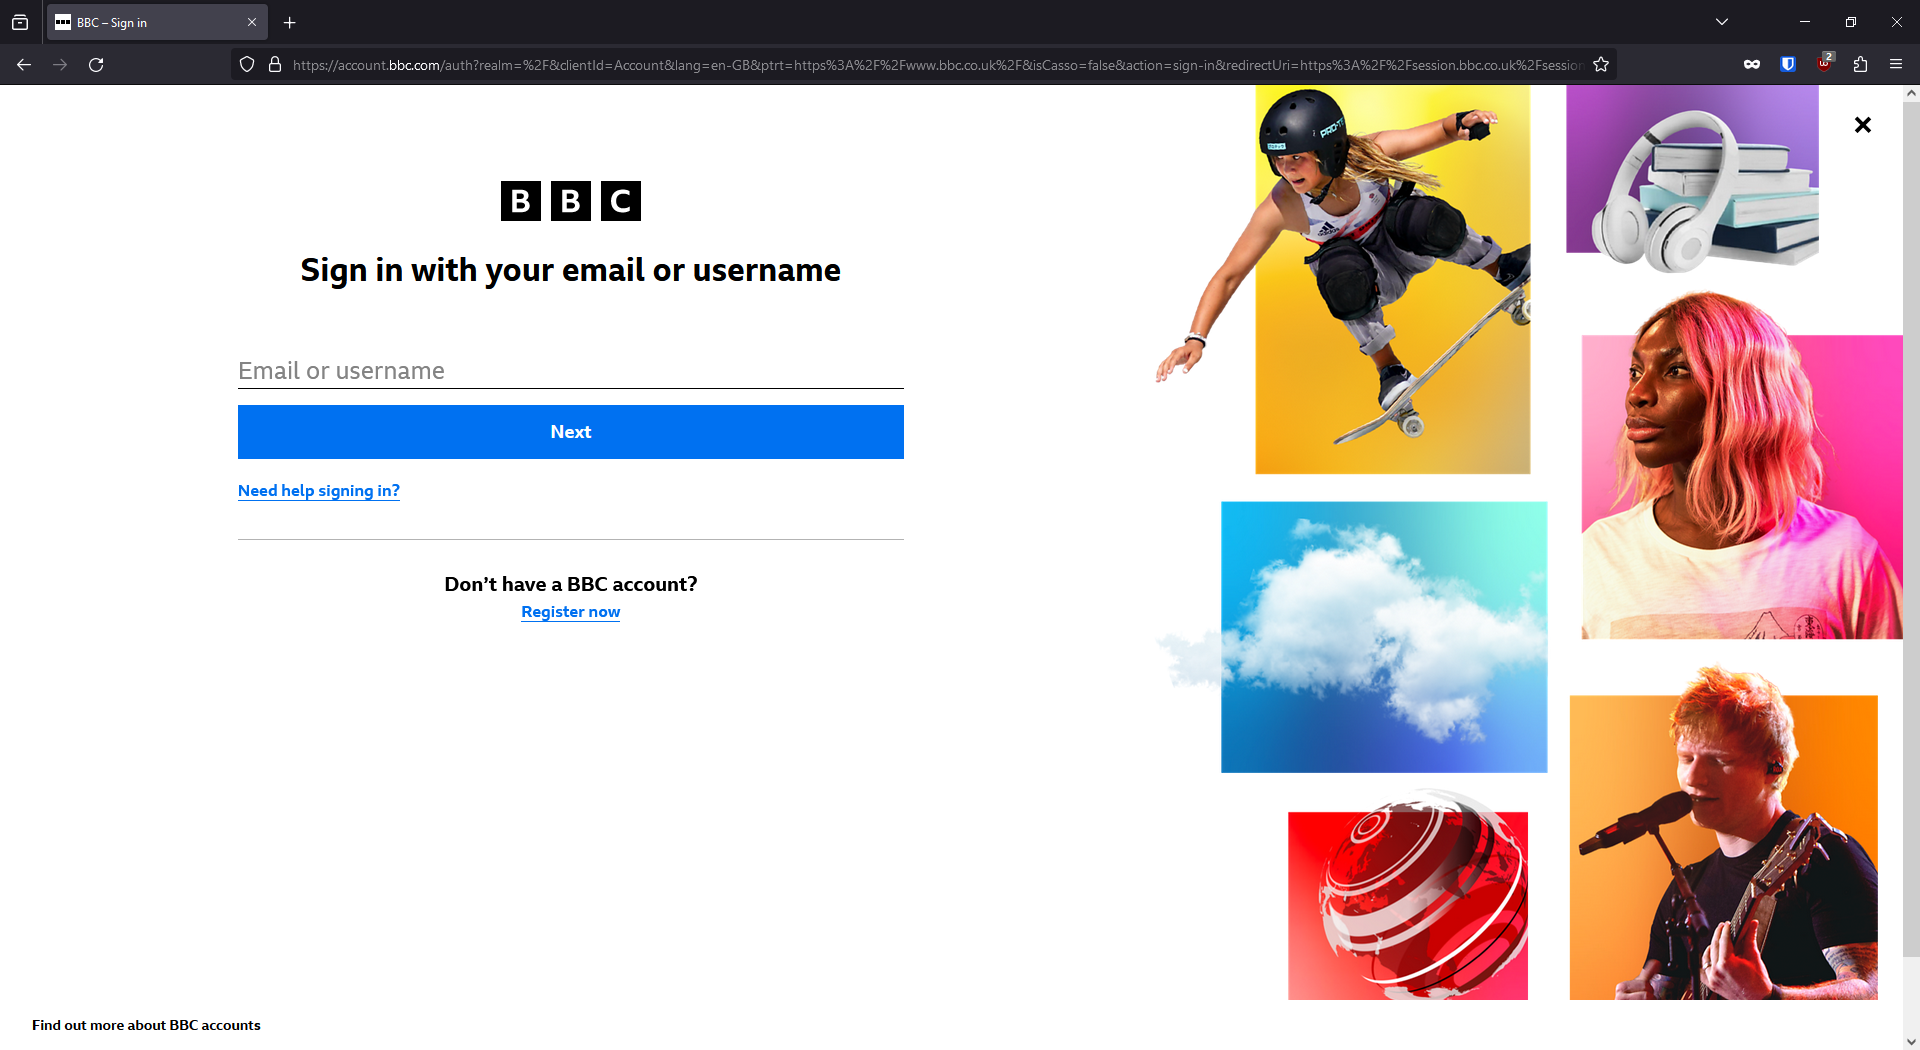 BBC – Sign in
https://account.bbc.com/auth?realm=%2F&clientId=Account&lang=en-GB&ptrt=https%3A%2F%2Fwww.bbc.co.uk%2F&isCasso=false&action=sign-in&redirectUri=https%3A%2F%2Fsession.bbc.co.uk%2Fsession
2
BBC
Sign in with your email or username
Email or username
Next
Need help signing in?
Don’t have a BBC account?
Register now
Find out more about BBC accounts
PRO-T
adidas